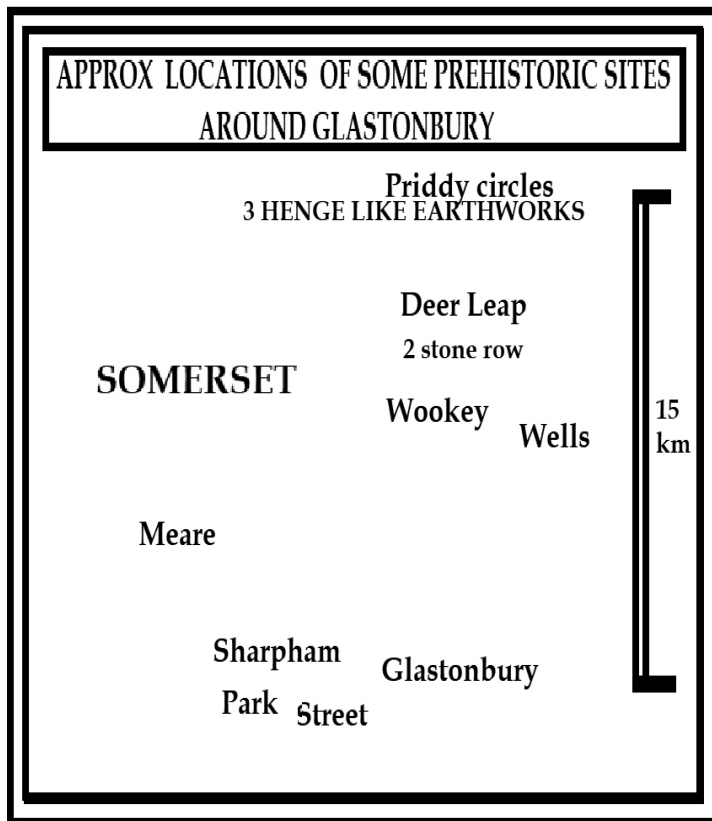 APPROX LOCATIONS OF SOME PREHISTORIC SITES
AROUND GLASTONBURY
Priddy circles
3 HENGE LIKE EARTHWORKS
Deer Leap
2 stone row
SOMERSET
Wookey
Wells
15
km
Meare
Sharpham
Park
Glastonbury
Street